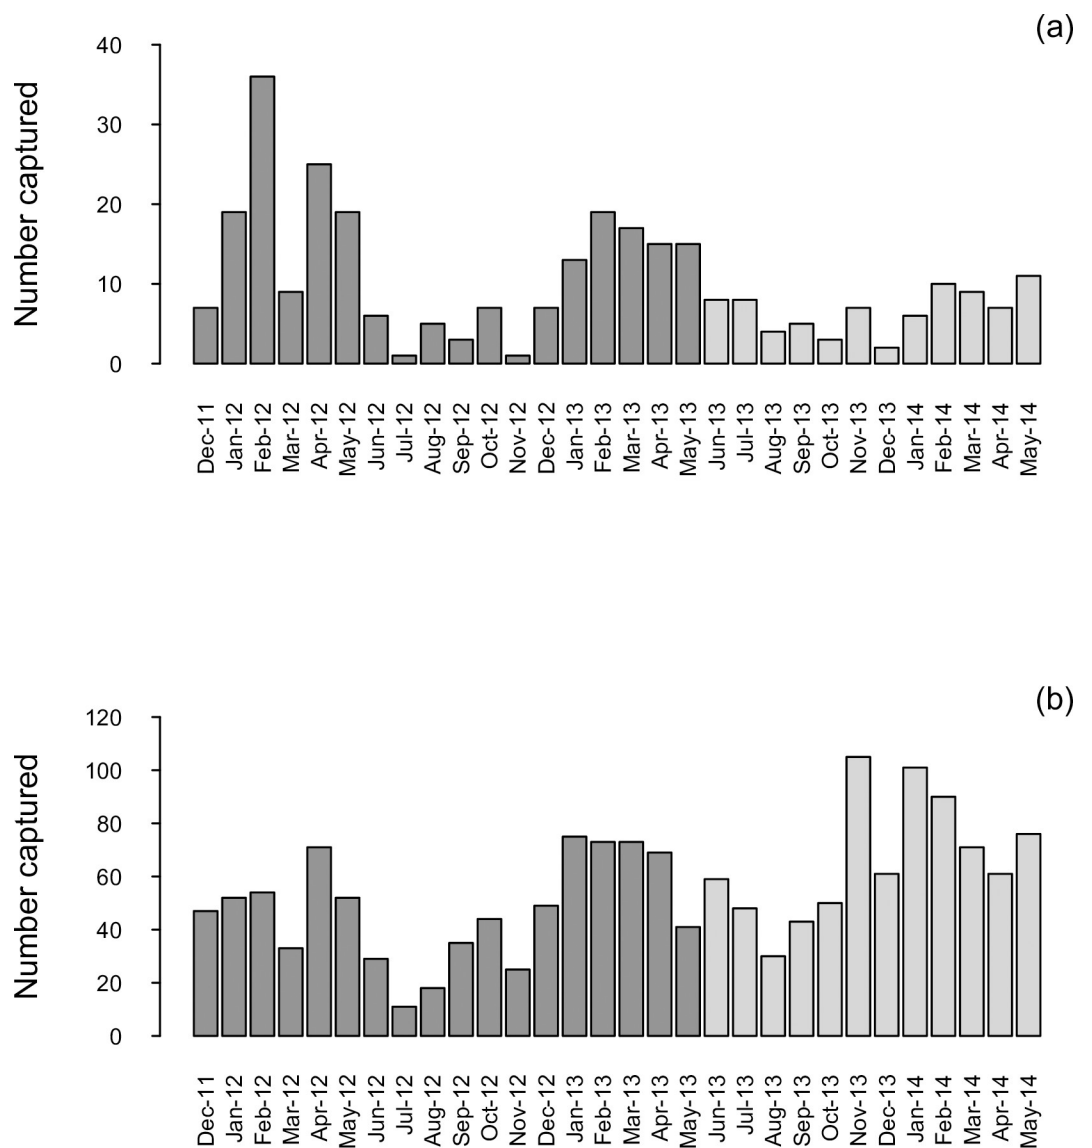 (a)
Number captured
40
30
20
10
0
Dec-11
Jan-12
Feb-12
Mar-12
Apr-12
May-12
Jun-12
Jul-12
Aug-12
Sep-12
Oct-12
Nov-12
Dec-12
Jan-13
Feb-13
Mar-13
Apr-13
May-13
Jun-13
Jul-13
Aug-13
Sep-13
Oct-13
Nov-13
Dec-13
Jan-14
Feb-14
Mar-14
Apr-14
May-14
(b)
Number captured
120
100
80
60
40
20
0
Dec-11
Jan-12
Feb-12
Mar-12
Apr-12
May-12
Jun-12
Jul-12
Aug-12
Sep-12
Oct-12
Nov-12
Dec-12
Jan-13
Feb-13
Mar-13
Apr-13
May-13
Jun-13
Jul-13
Aug-13
Sep-13
Oct-13
Nov-13
Dec-13
Jan-14
Feb-14
Mar-14
Apr-14
May-14